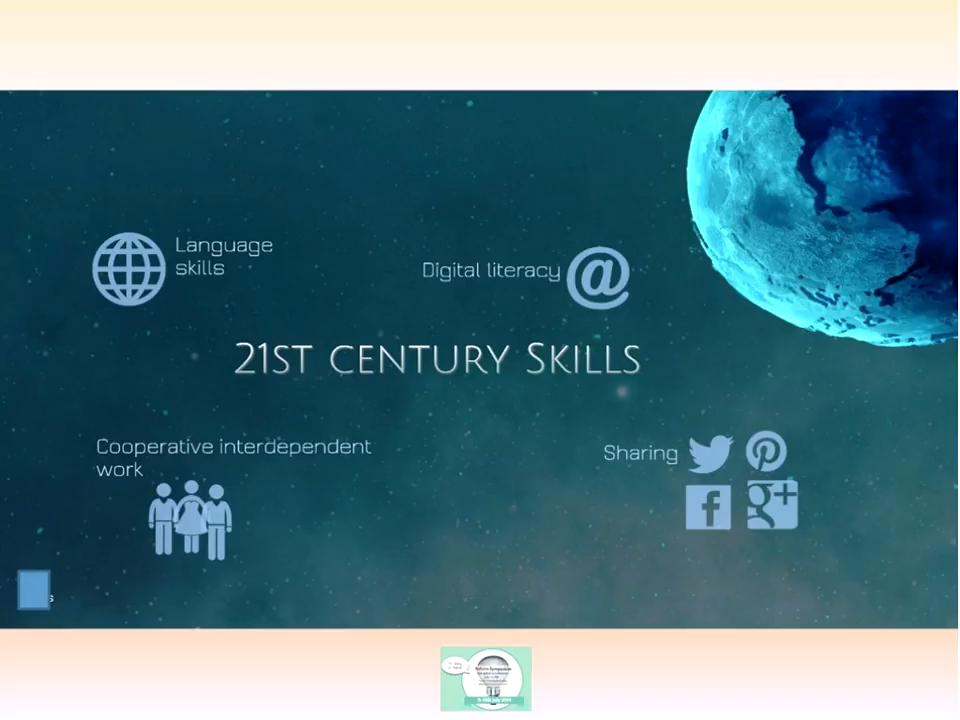 Language
skills
Digital literacy @
21ST CENTURY SKILLS
Cooperative interdependent
work
Sharing
f g+
s